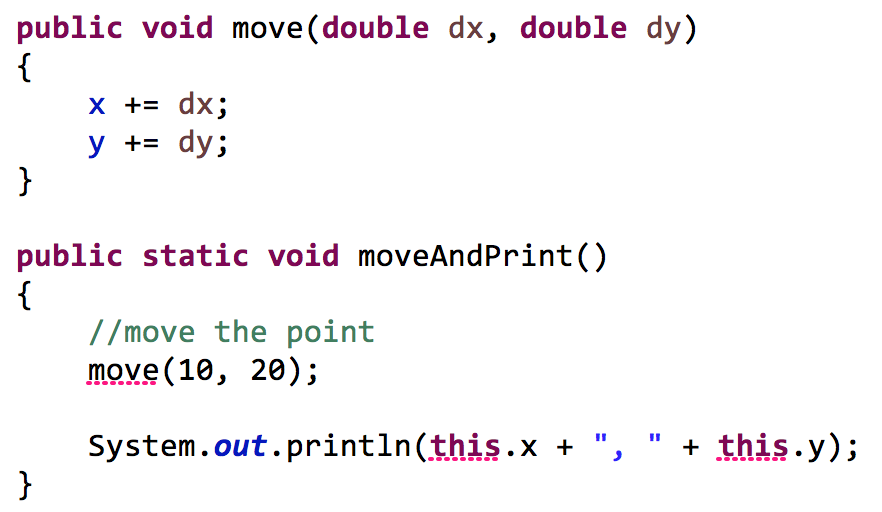 public void move(double dx, double dy)
{
x += dx;
y += dy;
}
public static void moveAndPrint()
{
//move the point
move(10, 20);
System.out.println(this.x + ", " + this.y);
}